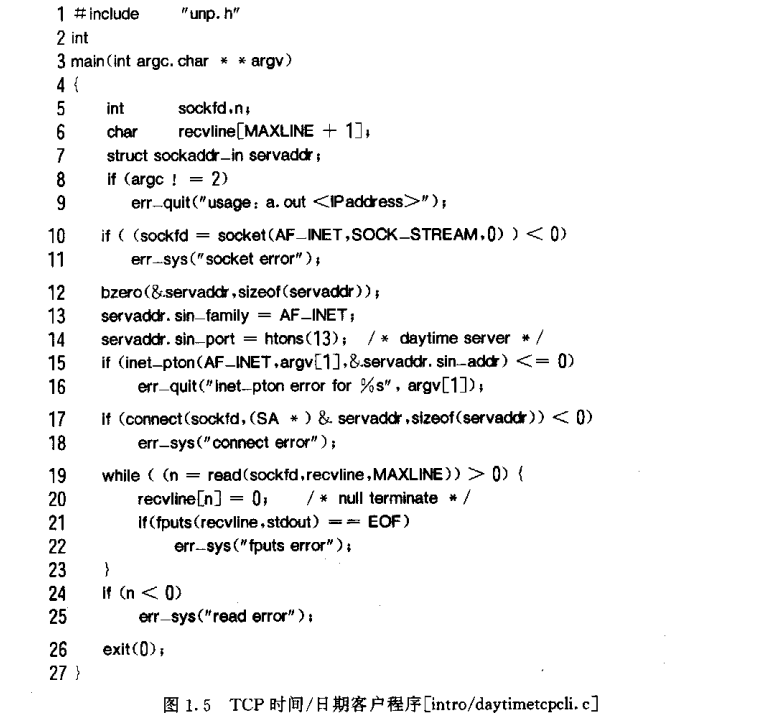 1 #include "unp.h"
2 int
3 main(int argc.char * * argv)
4 {
5 int sockfd,n;
6 char recvline[MAXLINE + 1];
7 struct sockaddr_in servaddr;
8 if (argc ! = 2)
9 err_quit("usage: a. out <IPaddress>");
10 if ( (sockfd = socket(AF_INET,SOCK_STREAM,0) ) < 0)
11 err_sys("socket error");
12 bzero(&servaddr,sizeof(servaddr));
13 servaddr. sin_family = AF_INET;
14 servaddr. sin_port = htons(13); /* daytime server */
15 if (inet_pton(AF_INET,argv[1],&servaddr. sin_addr) <= 0)
16 err_quit("inet_pton error for %s", argv[1]);
17 if (connect(sockfd,(SA * ) & servaddr,sizeof(servaddr)) < 0)
18 err_sys("connect error");
19 while ( (n = read(sockfd,recvline,MAXLINE)) > 0) {
20 recvline[n] = 0; /* null terminate */
21 if(fputs(recvline,stdout) == EOF)
22 err_sys("fputs error");
23 }
24 if (n < 0)
25 err_sys("read error");
26 exit(0);
27 }
图 1.5 TCP 时间/日期客户程序[intro/daytimetcpcli.c]